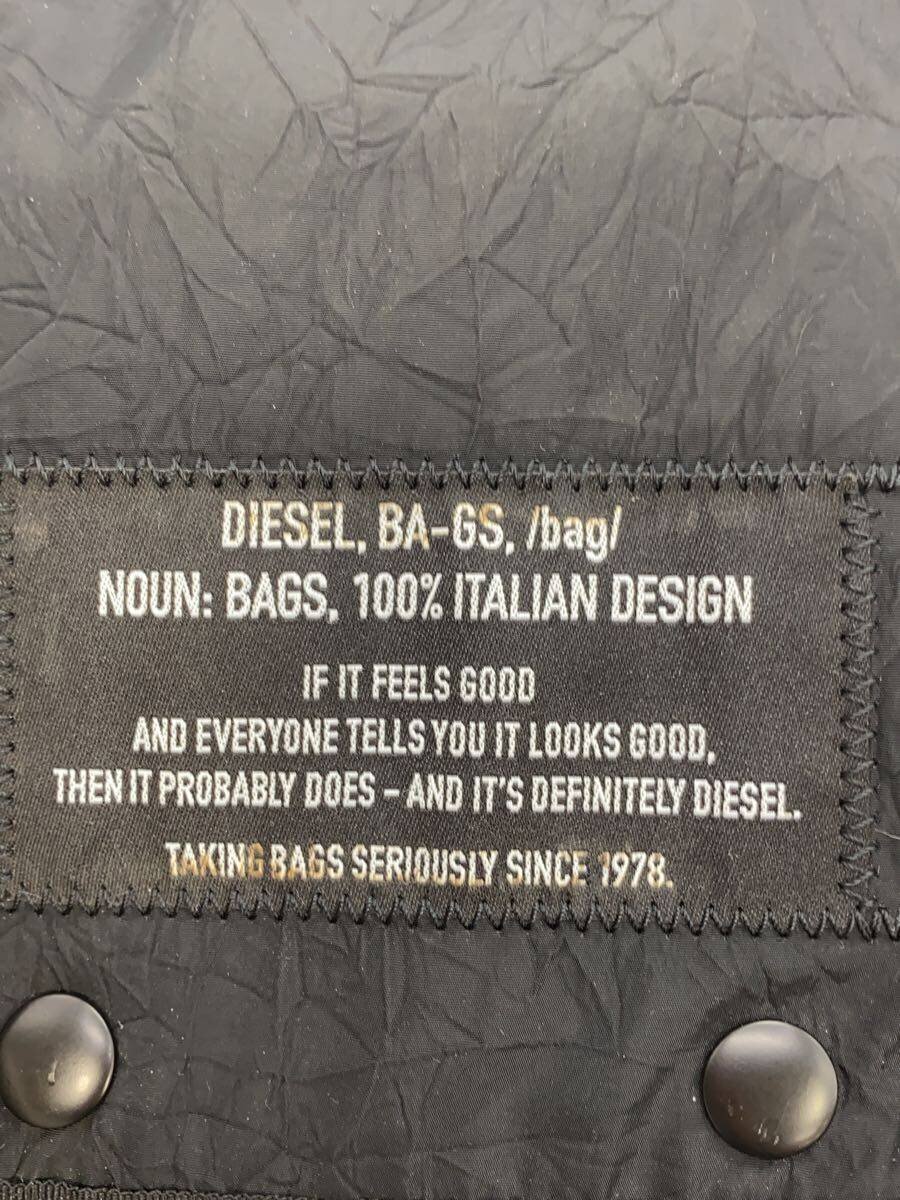 DIESEL, BA-GS, /bag/
NOUN: BAGS, 100% ITALIAN DESIGN
IF IT FEELS GOOD
AND EVERYONE TELLS YOU IT LOOKS GOOD,
THEN IT PROBABLY DOES - AND IT'S DEFINITELY DIESEL.
TAKING BAGS SERIOUSLY SINCE 1978.